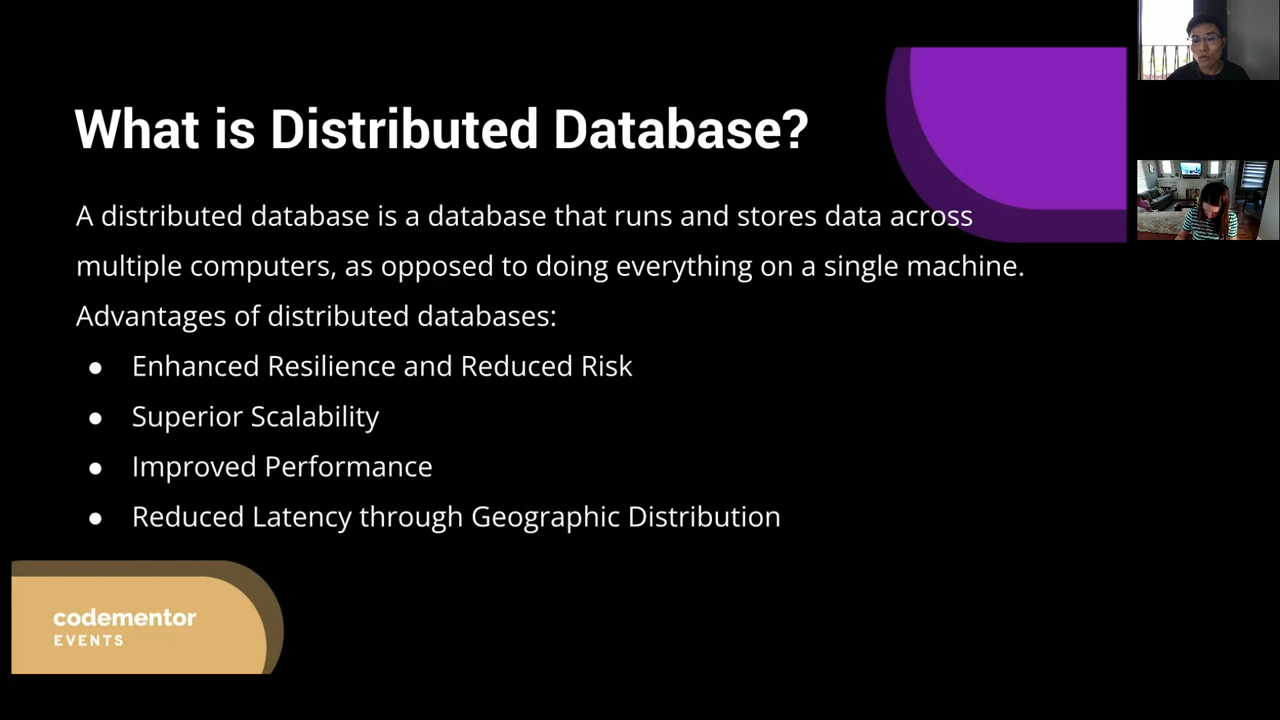 What is Distributed Database?
A distributed database is a database that runs and stores data across
multiple computers, as opposed to doing everything on a single machine.
Advantages of distributed databases:
● Enhanced Resilience and Reduced Risk
● Superior Scalability
● Improved Performance
● Reduced Latency through Geographic Distribution
codementor
EVENTS